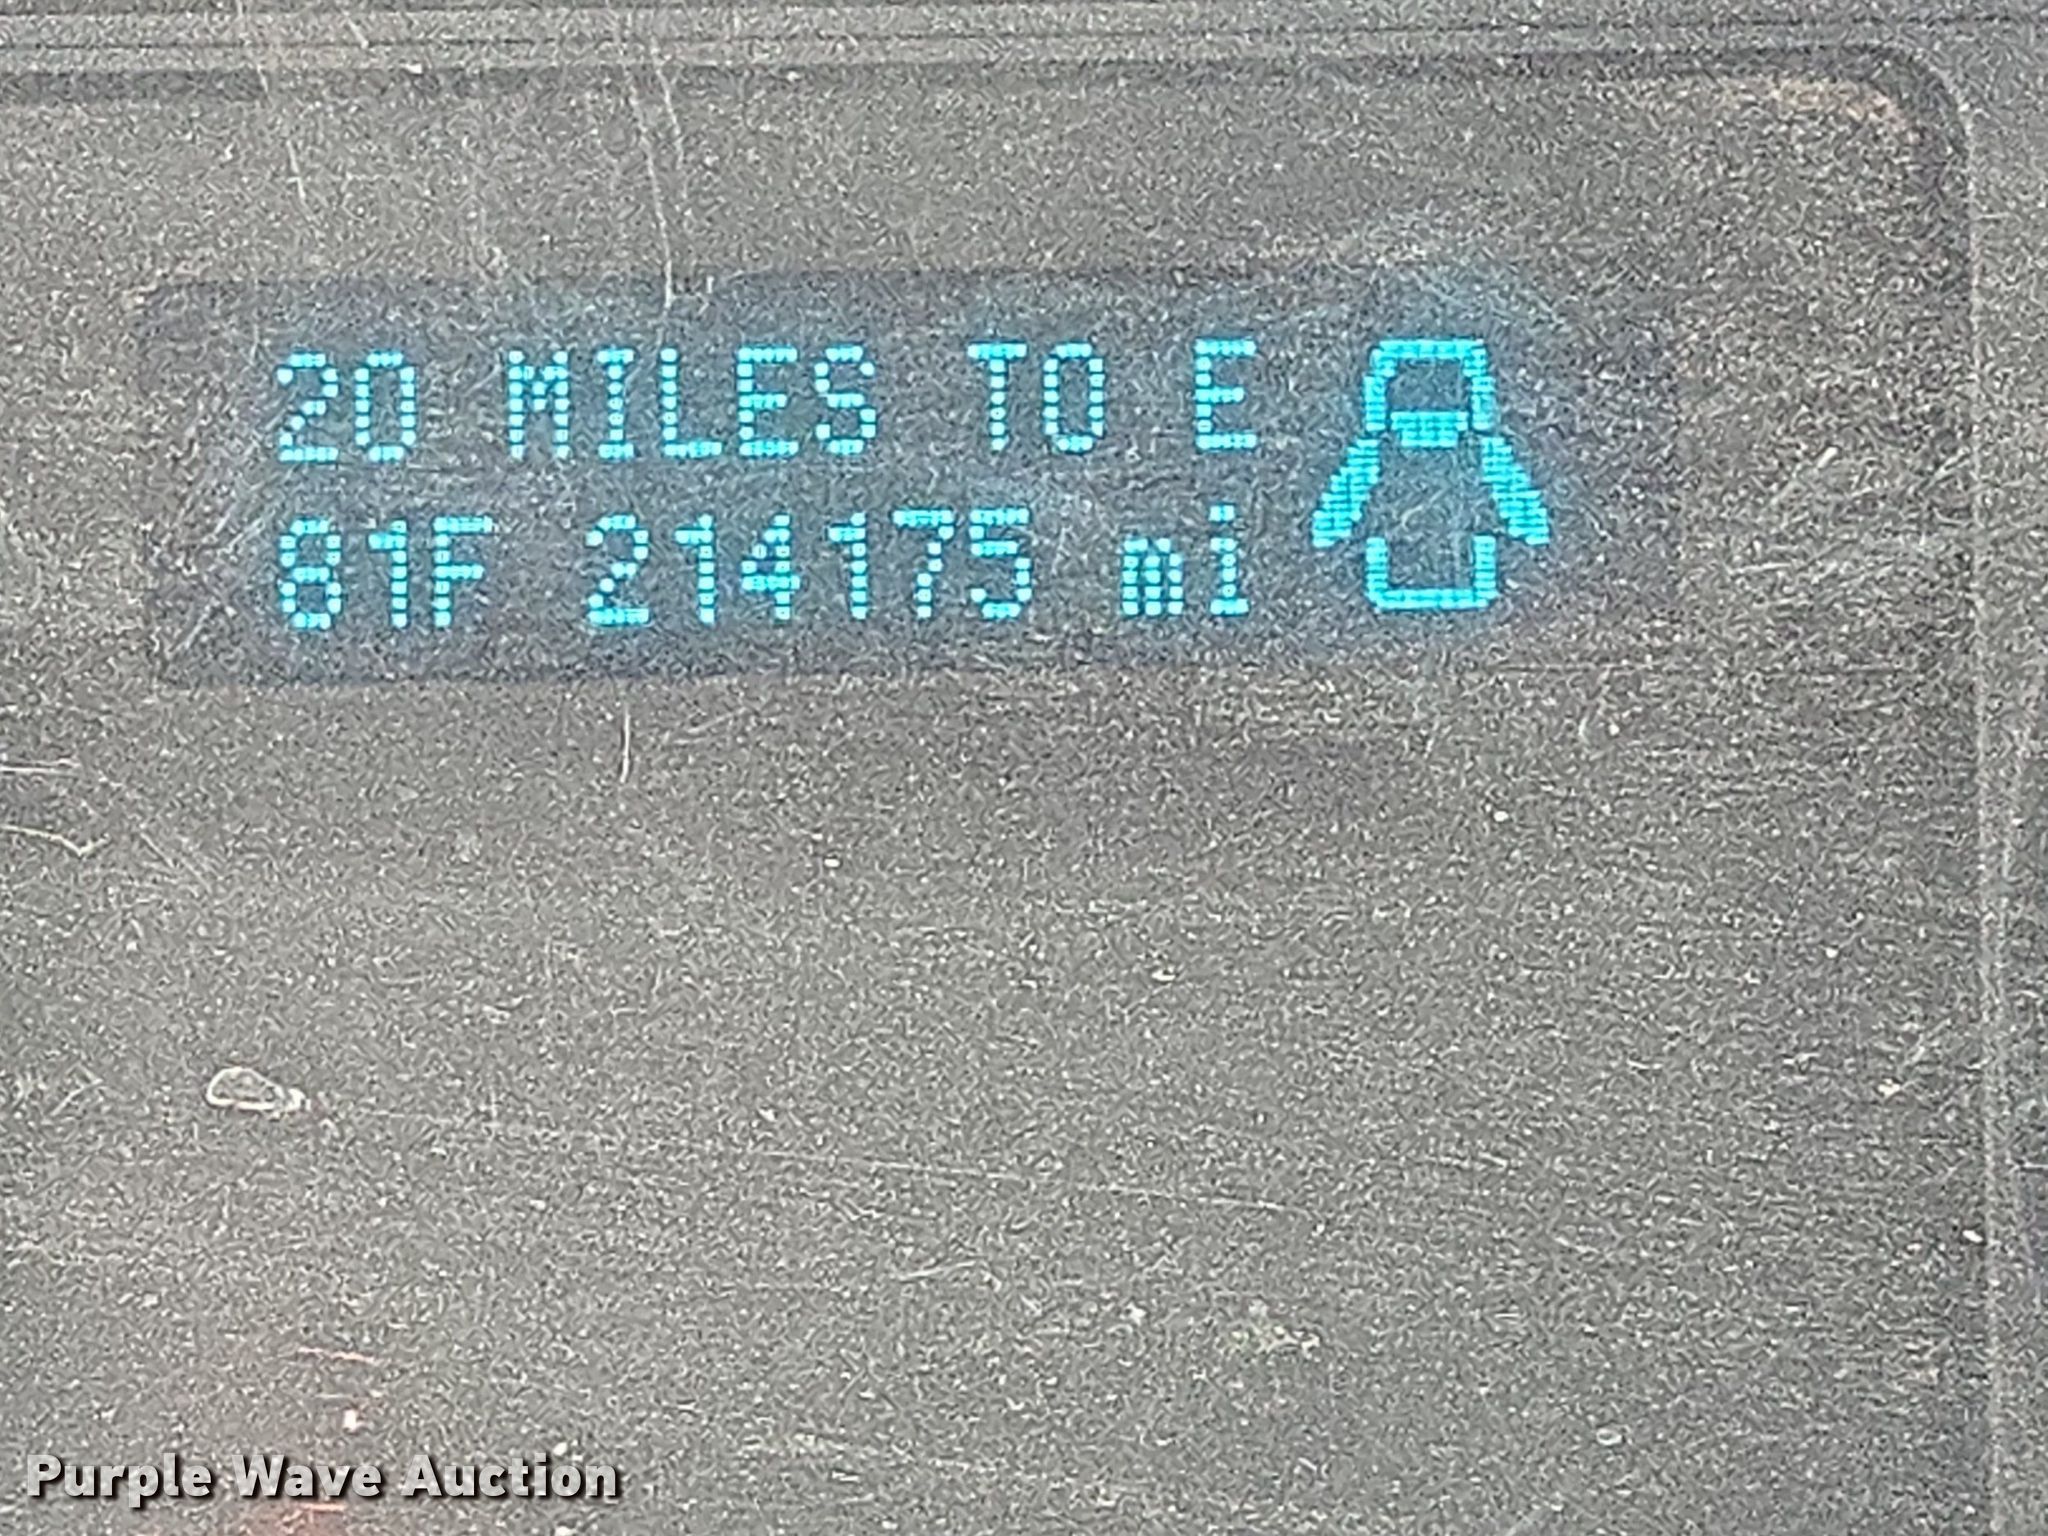 20 MILES TO E
81F 214175 mi
Purple Wave Auction